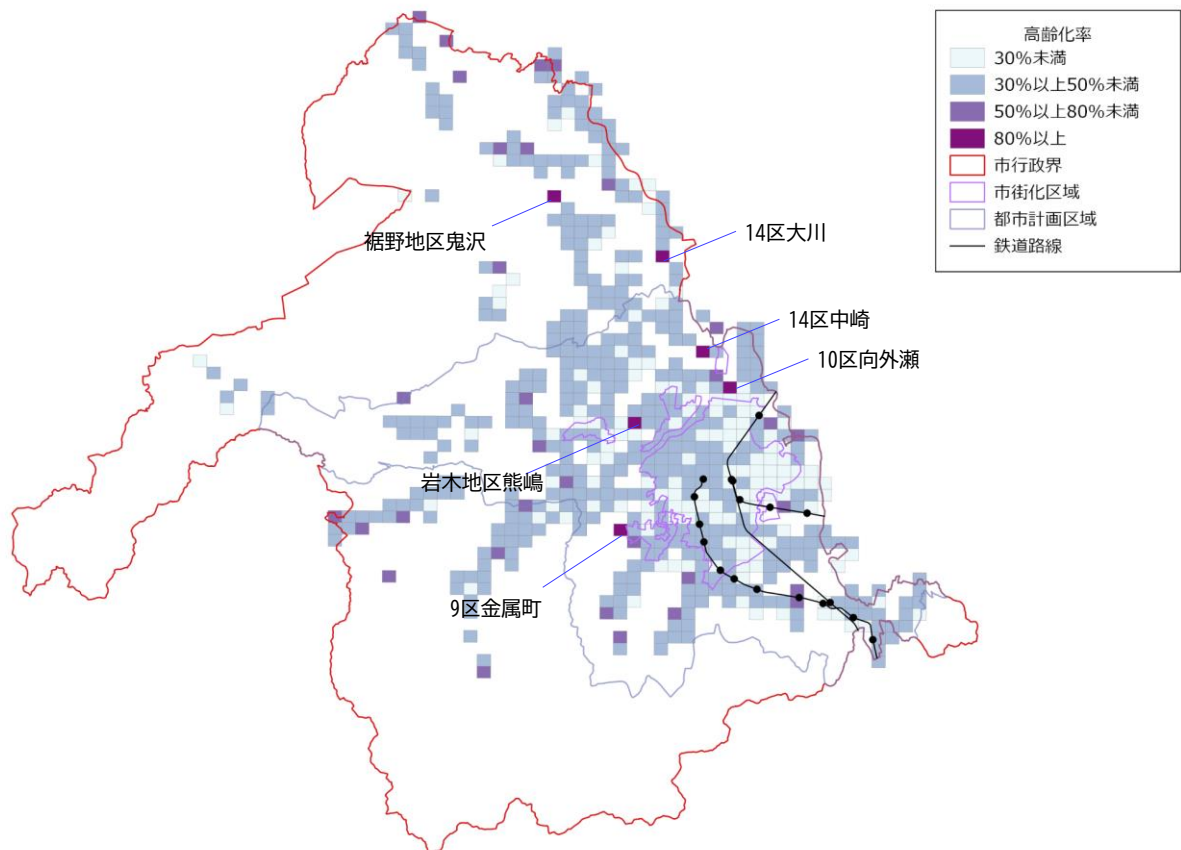 高齢化率
30%未満
30%以上50%未満
50%以上80%未満
80%以上
市行政界
市街化区域
都市計画区域
鉄道路線
裾野地区鬼沢
14区大川
14区中崎
10区向外瀬
岩木地区熊嶋
9区金属町